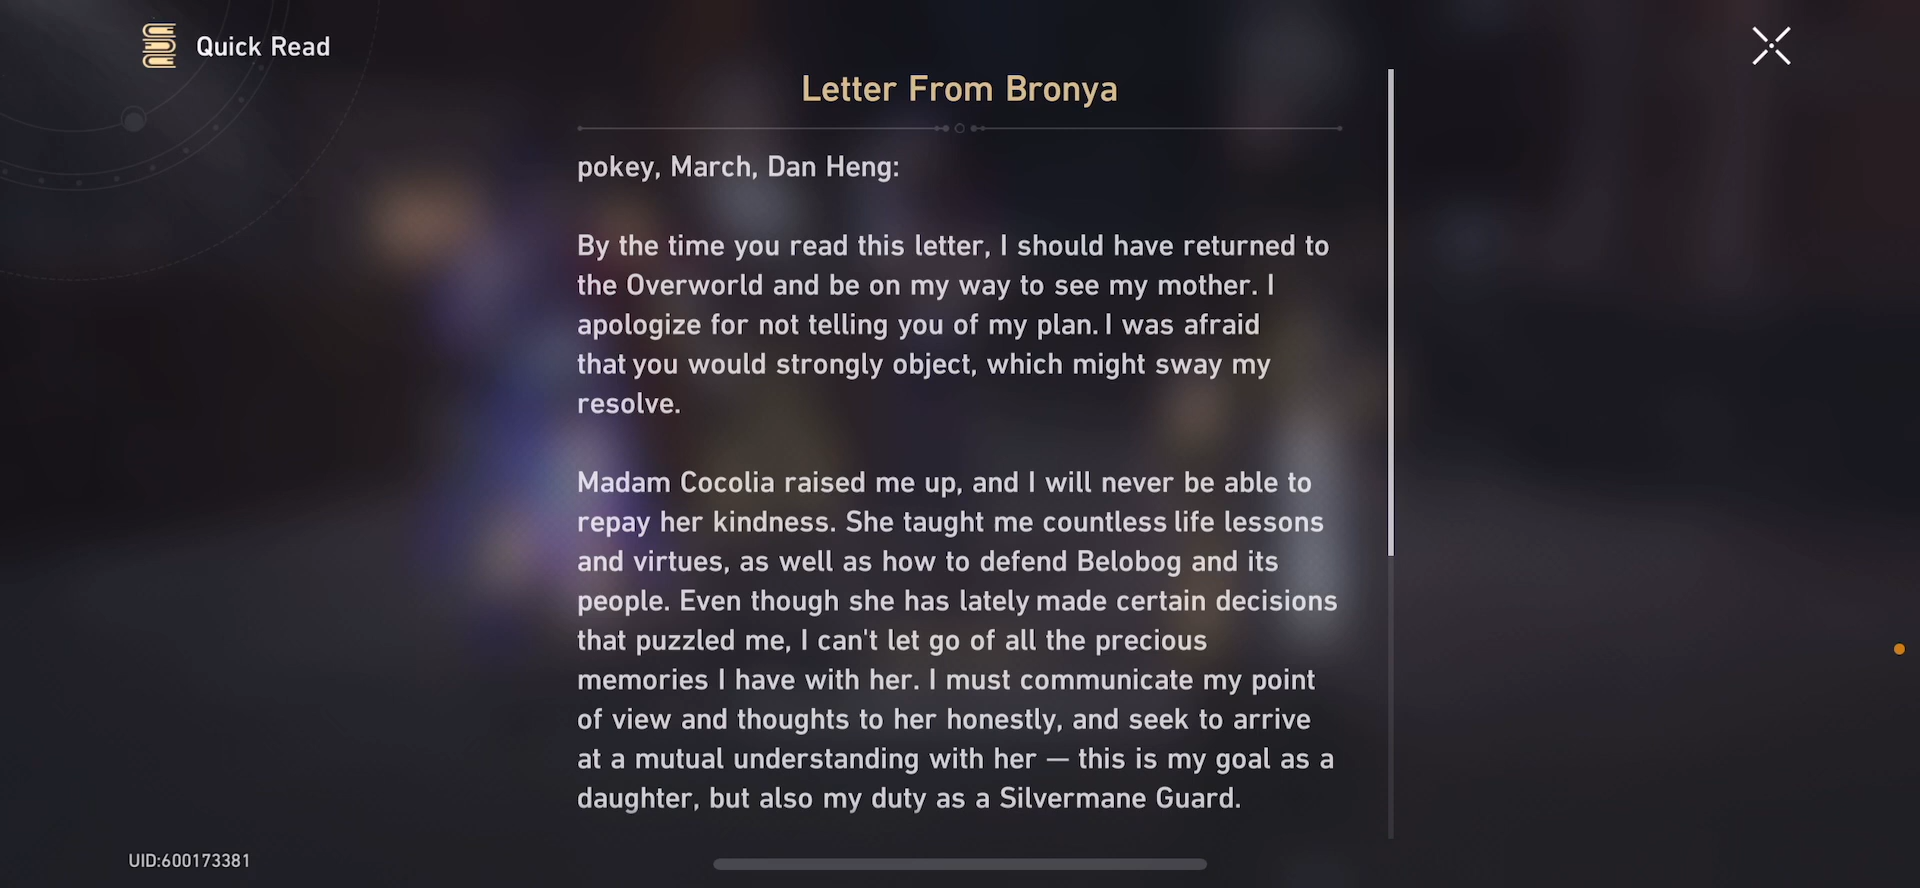 Quick Read
Letter From Bronya
pokey, March, Dan Heng:
By the time you read this letter, I should have returned to
the Overworld and be on my way to see my mother. I
apologize for not telling you of my plan. I was afraid
that you would strongly object, which might sway my
resolve.
Madam Cocolia raised me up, and I will never be able to
repay her kindness. She taught me countless life lessons
and virtues, as well as how to defend Belobog and its
people. Even though she has lately made certain decisions
that puzzled me, I can't let go of all the precious
memories I have with her. I must communicate my point
of view and thoughts to her honestly, and seek to arrive
at a mutual understanding with her — this is my goal as a
daughter, but also my duty as a Silvermane Guard.
UID:600173381